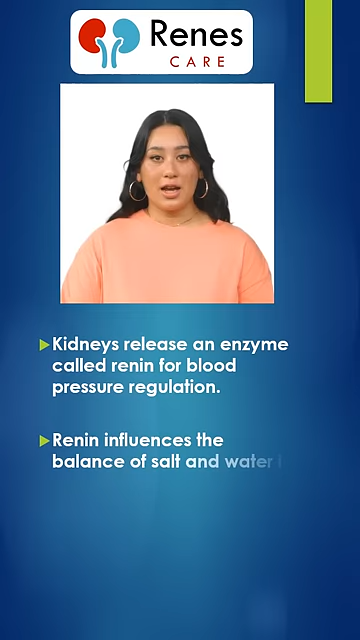 Renes
CARE
Kidneys release an enzyme
called renin for blood
pressure regulation.
Renin influences the
balance of salt and water